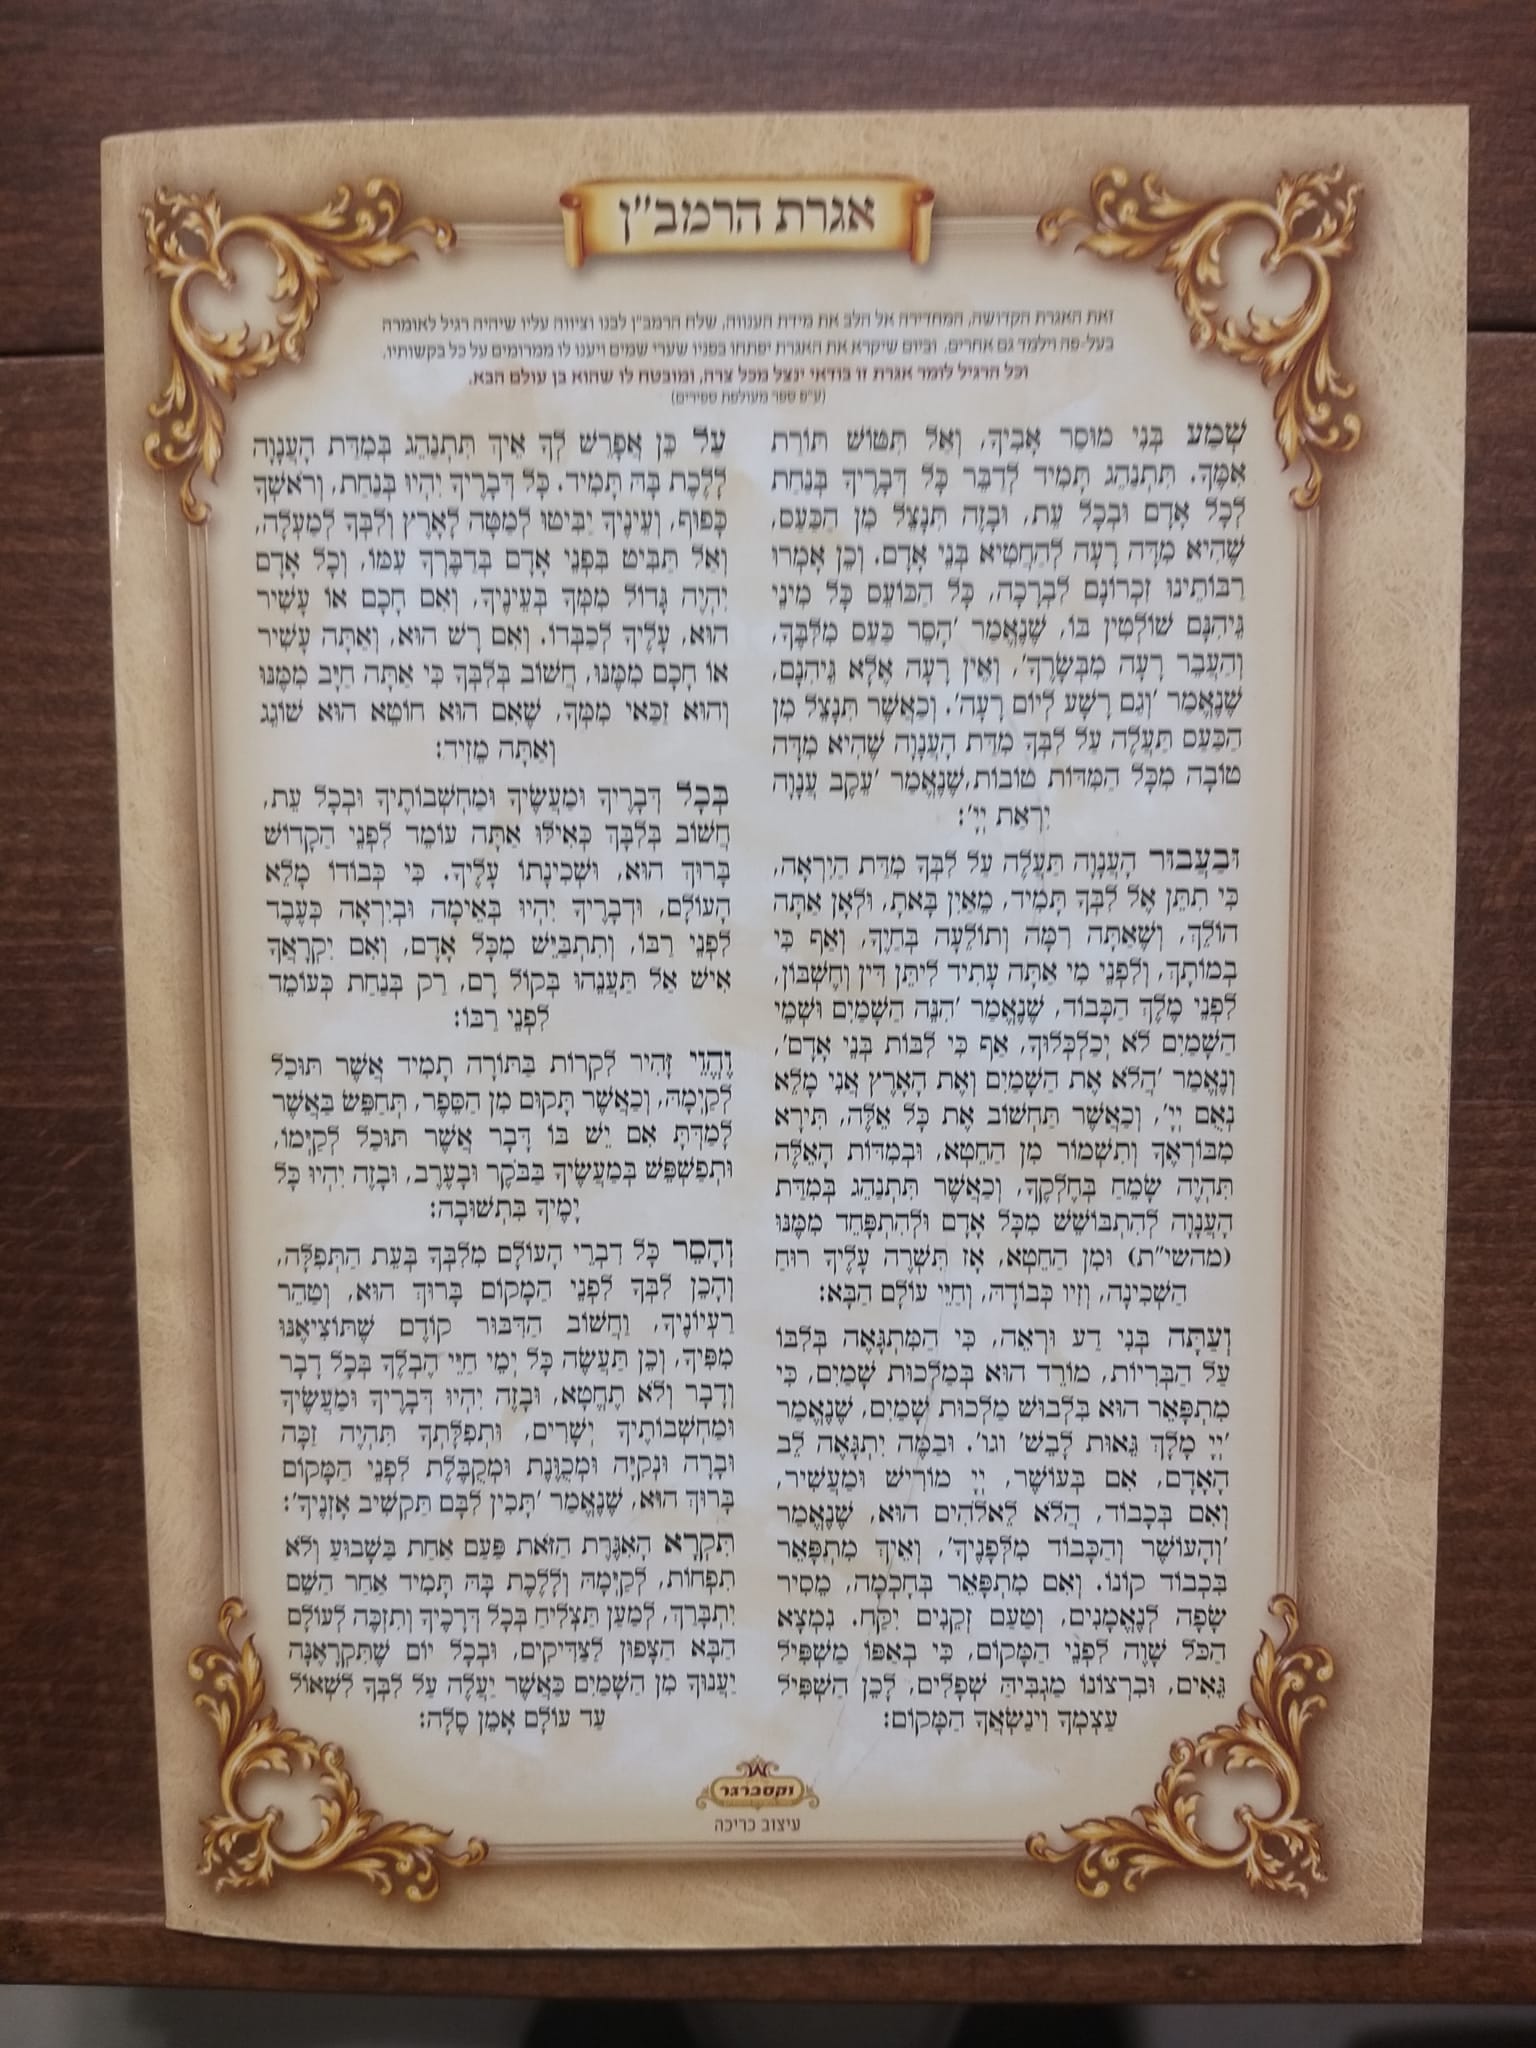 אגרת הרמב"ן
זאת האגרת הקדושה, המחדירה אל הלב את מידת הענווה, שלח הרמב"ן לבנו וציווה עליו שיהיה רגיל לאומרה
בעל-פה וילמד גם אחרים. וביום שיקרא את האגרת יפתחו בפניו שערי שמים ויענו לו ממרומים על כל בקשותיו.
וכל הרגיל לומר אגרת זו בודאי ינצל מכל צרה, ומובטח לו שהוא בן עולם הבא.
(ע"פ ספר מעולפת ספירים)
שְׁמַע בְּנִי מוּסַר אָבִיךָ, וְאַל תִּטּוֹשׁ תּוֹרַת
אִמֶּךָ. תִּתְנַהֵג תָּמִיד לְדַבֵּר כָּל דְּבָרֶיךָ בְּנַחַת
לְכָל אָדָם וּבְכָל עֵת, וּבָזֶה תִּנָּצֵל מִן הַכַּעַס,
שֶׁהִיא מִדָּה רָעָה לְהַחֲטִיא בְּנֵי אָדָם. וְכֵן אָמְרוּ
רַבּוֹתֵינוּ זִכְרוֹנָם לִבְרָכָה, כָּל הַכּוֹעֵס כָּל מִינֵי
גֵּיהִנָּם שׁוֹלְטִין בּוֹ, שֶׁנֶּאֱמַר 'הָסֵר כַּעַס מִלִּבֶּךָ,
וְהַעֲבֵר רָעָה מִבְּשָׂרֶךָ', וְאֵין רָעָה אֶלָּא גֵּיהִנָּם,
שֶׁנֶּאֱמַר 'וְגַם רָשָׁע לְיוֹם רָעָה'. וְכַאֲשֶׁר תִּנָּצֵל מִן
הַכַּעַס תַּעֲלֶה עַל לִבְּךָ מִדַּת הָעֲנָוָה שֶׁהִיא מִדָּה
טוֹבָה מִכָּל הַמִּדּוֹת טוֹבוֹת,שֶׁנֶּאֱמַר 'עֵקֶב עֲנָוָה
יִרְאַת יְיָ':
וּבַעֲבוּר הָעֲנָוָה תַּעֲלֶה עַל לִבְּךָ מִדַּת הַיִּרְאָה,
כִּי תִתֵּן אֶל לִבְּךָ תָּמִיד, מֵאַיִן בָּאתָ, וּלְאָן אַתָּה
הוֹלֵךְ, וְשֶׁאַתָּה רִמָּה וְתוֹלֵעָה בְּחַיֶּיךָ, וְאַף כִּי
בְמוֹתָךְ, וְלִפְנֵי מִי אַתָּה עָתִיד לִיתֵּן דִּין וְחֶשְׁבּוֹן,
לִפְנֵי מֶלֶךְ הַכָּבוֹד, שֶׁנֶּאֱמַר 'הִנֵּה הַשָּׁמַיִם וּשְׁמֵי
הַשָּׁמַיִם לֹא יְכַלְכְּלוּךָ, אַף כִּי לִבּוֹת בְּנֵי אָדָם',
וְנֶאֱמַר 'הֲלֹא אֶת הַשָּׁמַיִם וְאֶת הָאָרֶץ אֲנִי מָלֵא
נְאֻם יְיָ', וְכַאֲשֶׁר תַּחְשׁוֹב אֶת כָּל אֵלֶּה, תִּירָא
מִבּוֹרְאֶךָ וְתִשְׁמוֹר מִן הַחֵטְא, וּבְמִדּוֹת הָאֵלֶּה
תִּהְיֶה שָׂמֵחַ בְּחֶלְקֶךָ, וְכַאֲשֶׁר תִּתְנַהֵג בְּמִדַּת
הָעֲנָוָה לְהִתְבּוֹשֵׁשׁ מִכָּל אָדָם וּלְהִתְפַּחֵד מִמֶּנּוּ
(מהשי"ת) וּמִן הַחֵטְא, אָז תִּשְׁרֶה עָלֶיךָ רוּחַ
הַשְּׁכִינָה, וְזִיו כְּבוֹדָהּ, וְחַיֵּי עוֹלָם הַבָּא:
וְעַתָּה בְּנִי דַע וּרְאֵה, כִּי הַמִּתְגָּאֶה בְּלִבּוֹ
עַל הַבְּרִיּוֹת, מוֹרֵד הוּא בְּמַלְכוּת שָׁמַיִם, כִּי
מִתְפָּאֵר הוּא בִּלְבוּשׁ מַלְכוּת שָׁמַיִם, שֶׁנֶּאֱמַר
'יְיָ מָלָךְ גֵּאוּת לָבֵשׁ' וגו'. וּבַמֶּה יִתְגָּאֶה לֵב
הָאָדָם, אִם בְּעוֹשֶׁר, יְיָ מוֹרִישׁ וּמַעֲשִׁיר,
וְאִם בְּכָבוֹד, הֲלֹא לֵאלֹהִים הוּא, שֶׁנֶּאֱמַר
'וְהָעוֹשֶׁר וְהַכָּבוֹד מִלְּפָנֶיךָ', וְאֵיךְ מִתְפָּאֵר
בִּכְבוֹד קוֹנוֹ. וְאִם מִתְפָּאֵר בְּחָכְמָה, מֵסִיר
שָׂפָה לְנֶאֱמָנִים, וְטַעַם זְקֵנִים יִקַּח. נִמְצָא
הַכֹּל שָׁוֶה לִפְנֵי הַמָּקוֹם, כִּי בְאַפּוֹ מַשְׁפִּיל
גֵּאִים, וּבִרְצוֹנוֹ מַגְבִּיהַּ שְׁפָלִים, לָכֵן הַשְׁפִּיל
עַצְמְךָ וִינַשַּׂאֲךָ הַמָּקוֹם:
עַל כֵּן אֲפָרֵשׁ לְךָ אֵיךְ תִּתְנַהֵג בְּמִדַּת הָעֲנָוָה
לָלֶכֶת בָּהּ תָּמִיד. כָּל דְּבָרֶיךָ יִהְיוּ בְּנַחַת, וְרֹאשְׁךָ
כָּפוּף, וְעֵינֶיךָ יַבִּיטוּ לְמַטָּה לָאָרֶץ וְלִבְּךָ לְמַעְלָה,
וְאַל תַּבִּיט בִּפְנֵי אָדָם בְּדַבֶּרְךָ עִמּוֹ, וְכָל אָדָם
יִהְיֶה גָּדוֹל מִמְּךָ בְּעֵינֶיךָ, וְאִם חָכָם אוֹ עָשִׁיר
הוּא, עָלֶיךָ לְכַבְּדוֹ. וְאִם רָשׁ הוּא, וְאַתָּה עָשִׁיר
אוֹ חָכָם מִמֶּנּוּ, חֲשׁוֹב בְּלִבְּךָ כִּי אַתָּה חַיָּב מִמֶּנּוּ
וְהוּא זַכַּאי מִמְּךָ, שֶׁאִם הוּא חוֹטֵא הוּא שׁוֹגֵג
וְאַתָּה מֵזִיד:
בְּכָל דְּבָרֶיךָ וּמַעֲשֶׂיךָ וּמַחְשְׁבוֹתֶיךָ וּבְכָל עֵת,
חֲשׁוֹב בְּלִבָּךְ כְּאִילּוּ אַתָּה עוֹמֵד לִפְנֵי הַקָּדוֹשׁ
בָּרוּךְ הוּא, וּשְׁכִינָתוֹ עָלֶיךָ. כִּי כְּבוֹדוֹ מָלֵא
הָעוֹלָם, וּדְבָרֶיךָ יִהְיוּ בְּאֵימָה וּבְיִרְאָה כְּעֶבֶד
לִפְנֵי רַבּוֹ, וְתִתְבַּיֵּשׁ מִכָּל אָדָם, וְאִם יִקְרָאֲךָ
אִישׁ אַל תַּעֲנֵהוּ בְּקוֹל רָם, רַק בְּנַחַת כְּעוֹמֵד
לִפְנֵי רַבּוֹ:
וֶהֱוֵי זָהִיר לִקְרוֹת בַּתּוֹרָה תָמִיד אֲשֶׁר תּוּכַל
לְקַיְּמָהּ, וְכַאֲשֶׁר תָּקוּם מִן הַסֵּפֶר, תְּחַפֵּשׂ בַּאֲשֶׁר
לָמַדְתָּ אִם יֵשׁ בּוֹ דָּבָר אֲשֶׁר תּוּכַל לְקַיְּמוֹ,
וּתְפַשְׁפֵּשׁ בְּמַעֲשֶׂיךָ בַּבֹּקֶר וּבָעֶרֶב, וּבָזֶה יִהְיוּ כָּל
יָמֶיךָ בִּתְשׁוּבָה:
וְהָסֵר כָּל דִּבְרֵי הָעוֹלָם מִלִּבְּךָ בְּעֵת הַתְּפִלָּה,
וְהָכֵן לִבְּךָ לִפְנֵי הַמָּקוֹם בָּרוּךְ הוּא, וְטַהֵר
רַעְיוֹנֶיךָ, וַחֲשׁוֹב הַדִּבּוּר קוֹדֶם שֶׁתּוֹצִיאֶנּוּ
מִפִּיךָ, וְכֵן תַּעֲשֶׂה כָּל יְמֵי חַיֵּי הֶבְלֶךָ בְּכָל דָּבָר
וְדָבָר וְלֹא תֶחֱטָא, וּבָזֶה יִהְיוּ דְּבָרֶיךָ וּמַעֲשֶׂיךָ
וּמַחְשְׁבוֹתֶיךָ יְשָׁרִים, וּתְפִלָּתְךָ תִּהְיֶה זַכָּה
וּבָרָה וּנְקִיָּה וּמְכֻוֶּנֶת וּמְקֻבֶּלֶת לִפְנֵי הַמָּקוֹם
בָּרוּךְ הוּא, שֶׁנֶּאֱמַר 'תָּכִין לִבָּם תַּקְשִׁיב אָזְנֶיךָ':
תִּקְרָא הָאִגֶּרֶת הַזֹּאת פַּעַם אַחַת בְּשָׁבוּעַ וְלֹא
תִפְחוֹת, לְקַיְּמָהּ וְלָלֶכֶת בָּהּ תָּמִיד אַחַר הַשֵּׁם
יִתְבָּרַךְ, לְמַעַן תַּצְלִיחַ בְּכָל דְּרָכֶיךָ וְתִזְכֶּה לְעוֹלָם
הַבָּא הַצָּפוּן לַצַּדִּיקִים, וּבְכָל יוֹם שֶׁתִּקְרָאֶנָּה
יַעֲנוּךָ מִן הַשָּׁמַיִם כַּאֲשֶׁר יַעֲלֶה עַל לִבְּךָ לִשְׁאוֹל
עַד עוֹלָם אָמֵן סֶלָה:
וקסברגר
עיצוב כריכה